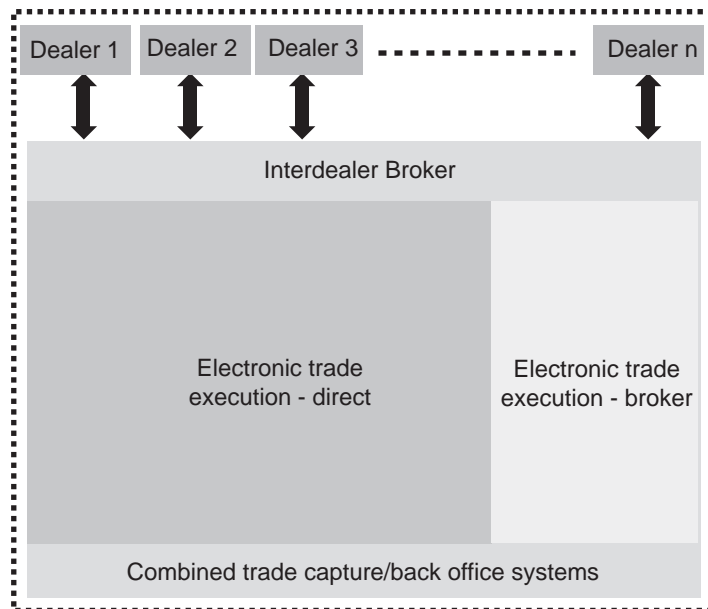 Dealer 1 Dealer 2 Dealer 3 Dealer n
Interdealer Broker
Electronic trade
execution - direct
Electronic trade
execution - broker
Combined trade capture/back office systems